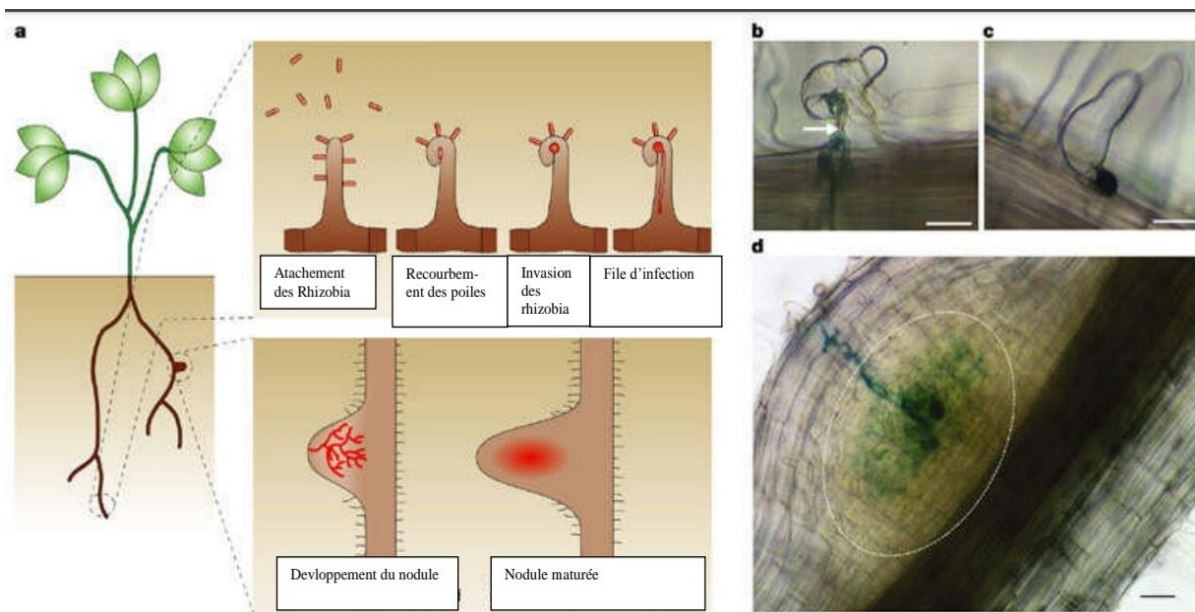 a
b
c
Atachement
des Rhizobia
Recourbem-
ent des poiles
Invasion
des
rhizobia
File d’infection
d
Devloppement du nodule
Nodule maturée